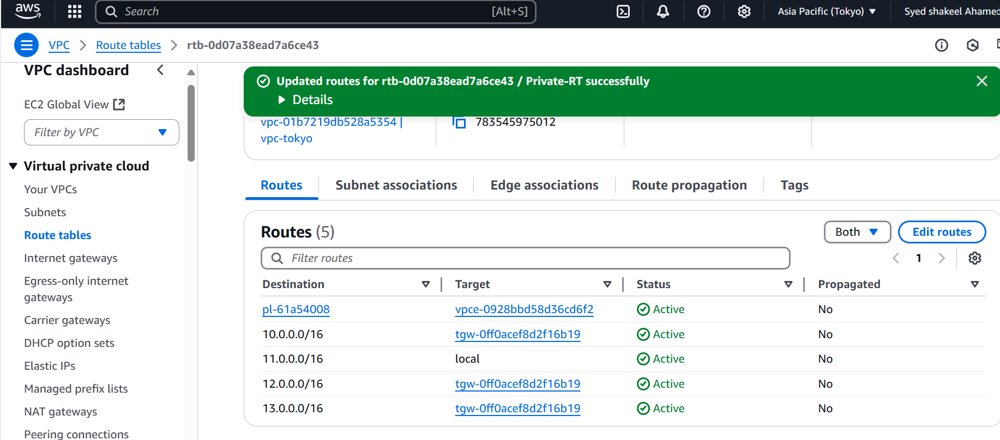 aws
Search [Alt+S]
Asia Pacific (Tokyo)
Syed shakeel Ahamed
VPC > Route tables > rtb-0d07a38ead7a6ce43
VPC dashboard
EC2 Global View
Filter by VPC
Virtual private cloud
Your VPCs
Subnets
Route tables
Internet gateways
Egress-only internet
gateways
Carrier gateways
DHCP option sets
Elastic IPs
Managed prefix lists
NAT gateways
Peering connections
Updated routes for rtb-0d07a38ead7a6ce43 / Private-RT successfully
Details
vpc-01b7219db528a5354 |
vpc-tokyo
783545975012
Routes
Subnet associations
Edge associations
Route propagation
Tags
Routes (5)
Both
Edit routes
Filter routes
1
Destination Target Status Propagated
pl-61a54008 vpce-0928bbd58d36cd6f2 Active No
10.0.0.0/16 tgw-0ff0acef8d2f16b19 Active No
11.0.0.0/16 local Active No
12.0.0.0/16 tgw-0ff0acef8d2f16b19 Active No
13.0.0.0/16 tgw-0ff0acef8d2f16b19 Active No